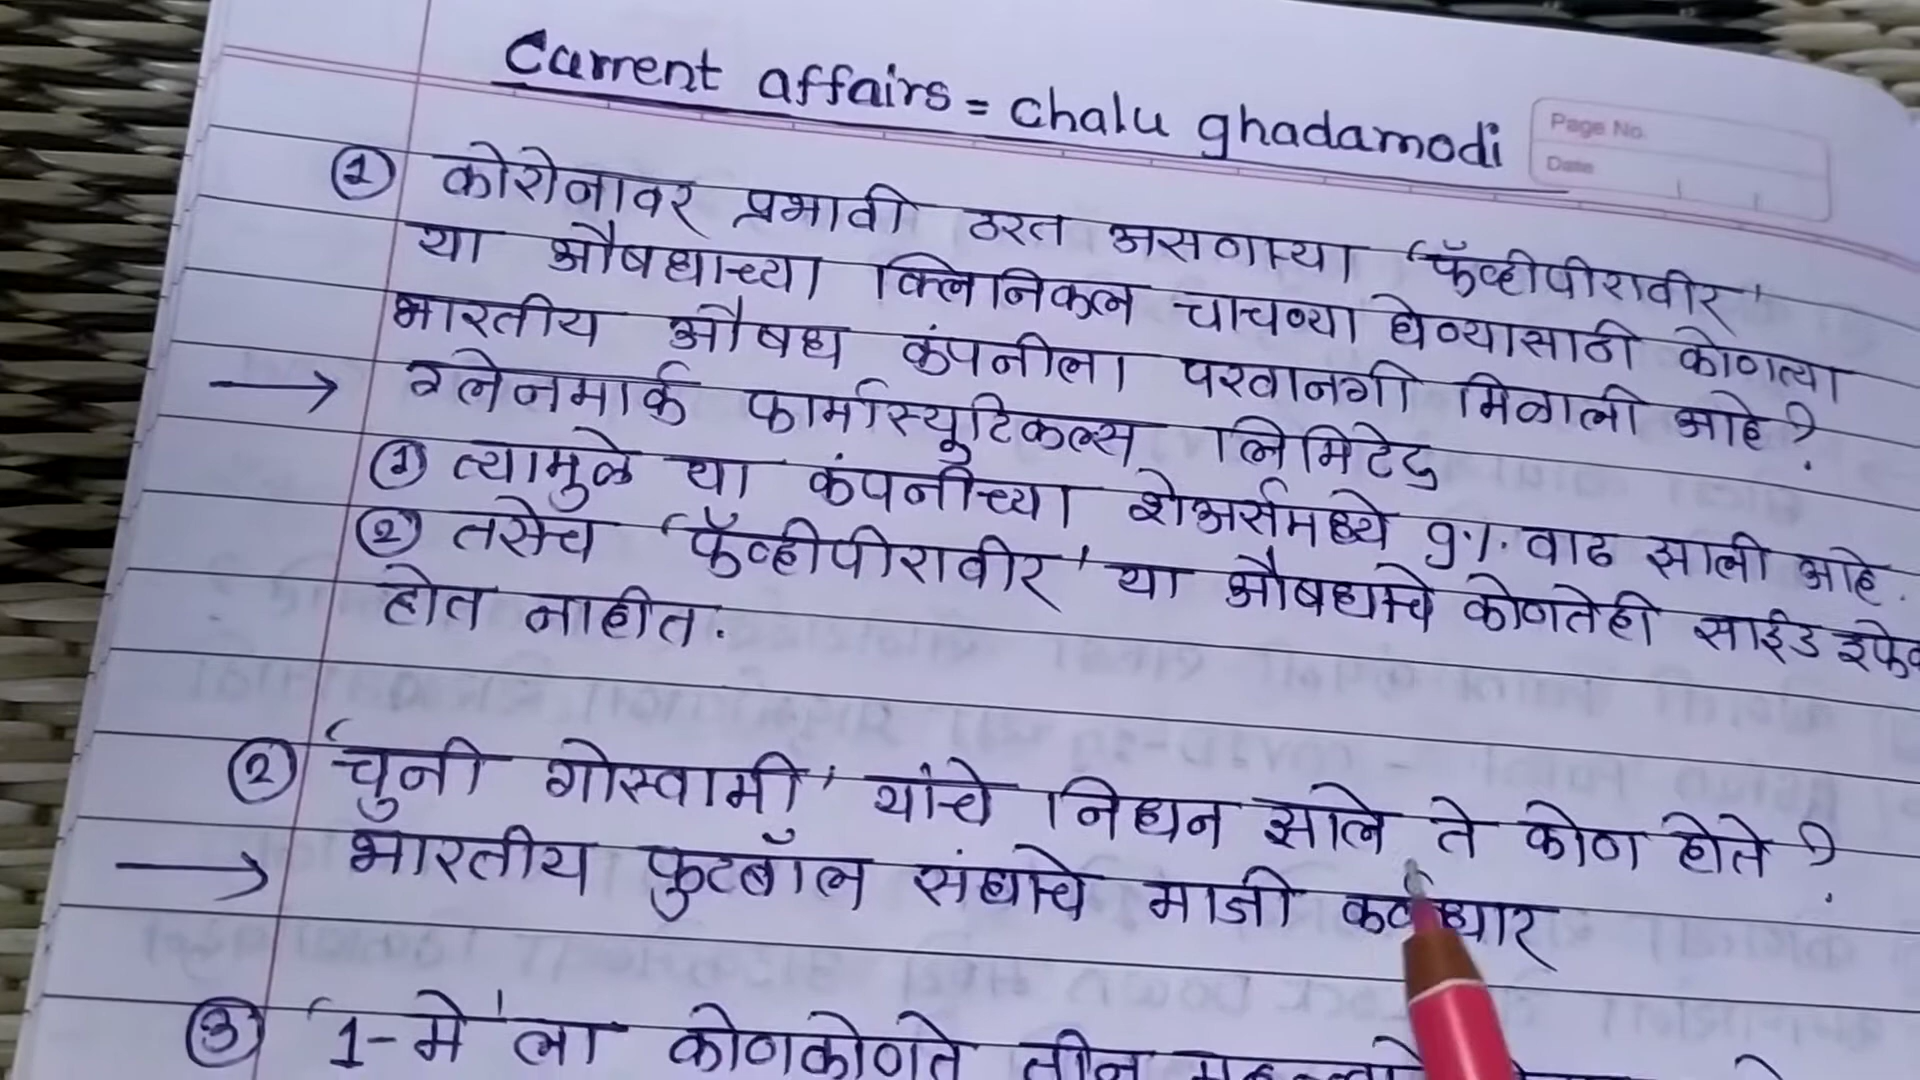 Current affairs = chalu ghadamodi
Page No.
Date
① कोरोनावर प्रभावी ठरत असणाऱ्या 'फॅव्हीपीरावीर'
या औषधाच्या क्लिनिकल चाचण्या घेण्यासाठी कोणत्या
भारतीय औषध कंपनीला परवानगी मिळाली आहे?
→ ग्लेनमार्क फार्मास्युटिकल्स लिमिटेड
① त्यामुळे या कंपनीच्या शेअर्समध्ये 9.1. वाढ झाली आहे.
② तसेच 'फॅव्हीपीरावीर' या औषधाचे कोणतेही साईड
होत नाहीत.
② 'चुनी गोस्वामी' यांचे निधन झाले ते कोण होते?
→ भारतीय फुटबॉल संघाचे माजी कर्णधार
③ '1-मे' ला कोणकोणते तीन